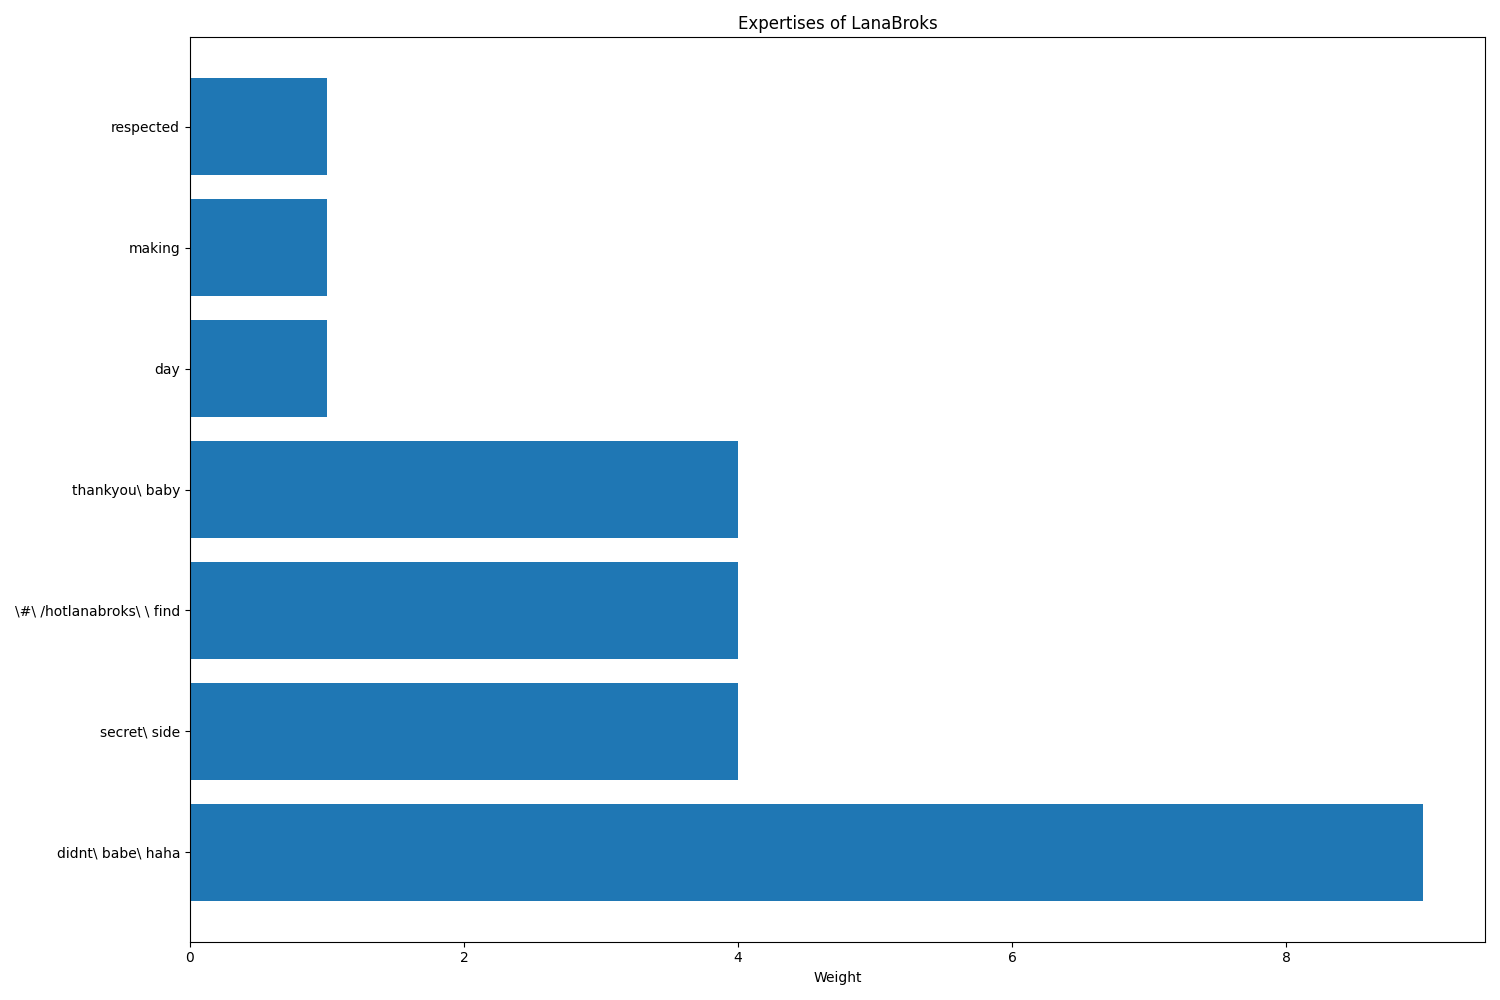 Expertises of LanaBroks
respected
making
day
thankyou\ baby
\#\ /hotlanabroks\ \ find
secret\ side
didnt\ babe\ haha
0 2 4 6 8
Weight